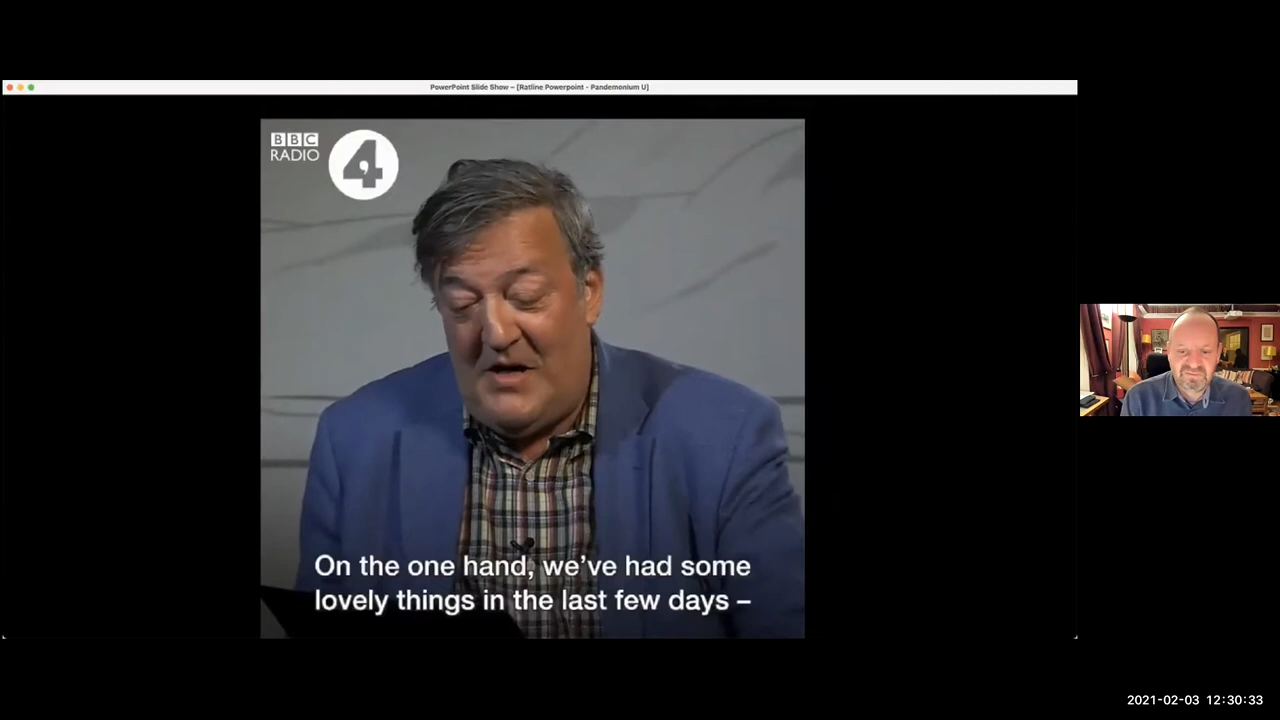 PowerPoint Slide Show – [Ratline Powerpoint - Pandemonium U]
BBC
RADIO
4
On the one hand, we've had some
lovely things in the last few days –
2021-02-03 12:30:33